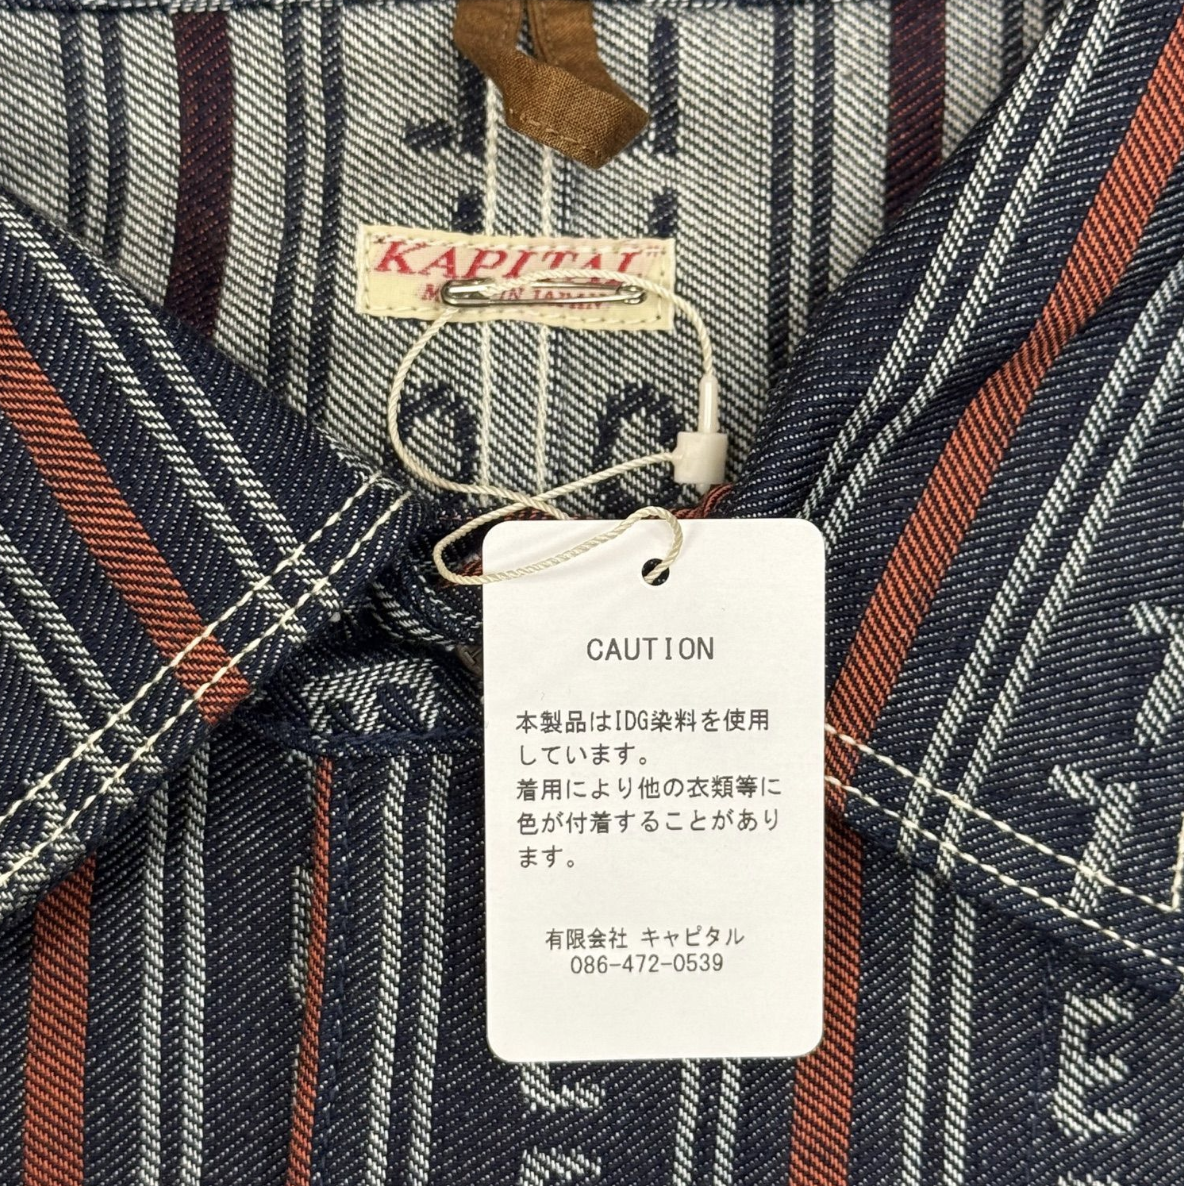 KAPITAL
IN JAPAN
CAUTION
本製品はIDG染料を使用
しています。
着用により他の衣類等に
色が付着することがあり
ます。
有限会社 キャピタル
086-472-0539